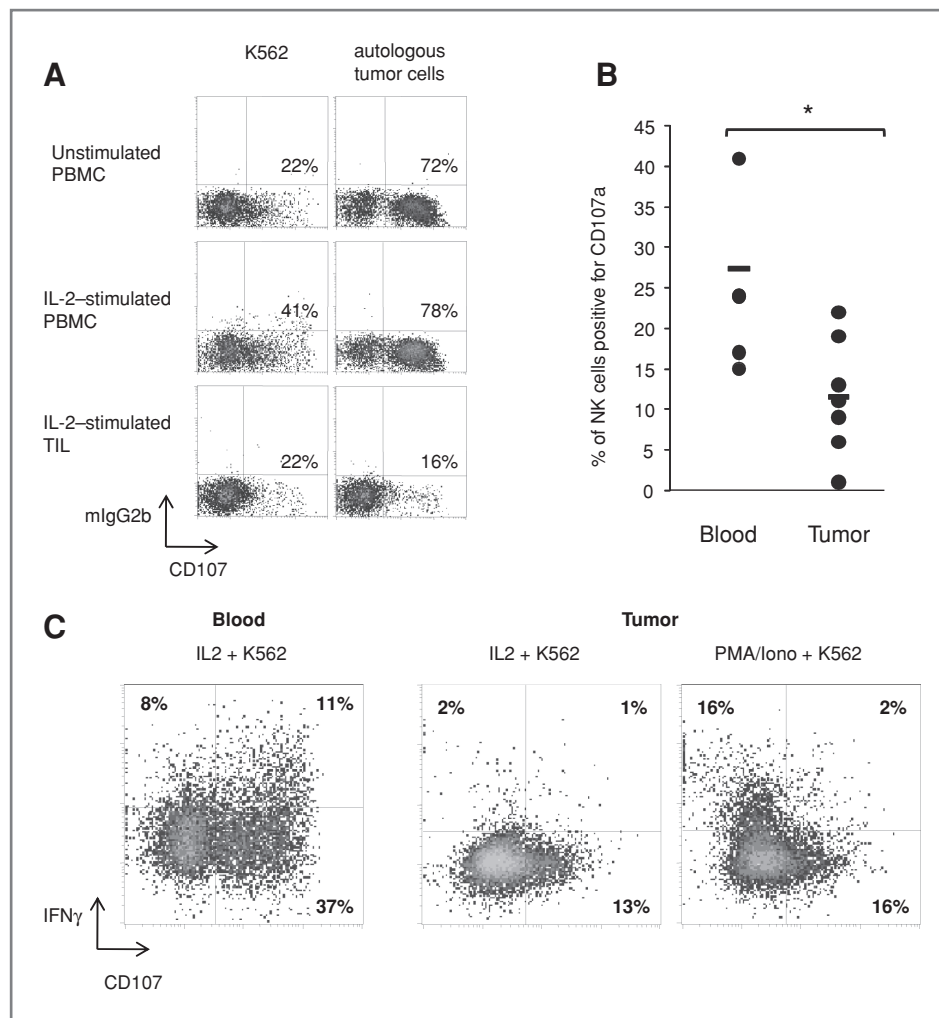 A
K562
autologous
tumor cells
Unstimulated
PBMC
22%
72%
IL-2–stimulated
PBMC
41%
78%
IL-2–stimulated
TIL
22%
16%
mIgG2b
CD107
B
*
% of NK cells positive for CD107a
45
40
35
30
25
20
15
10
5
0
Blood
Tumor
C
Blood
Tumor
IL2 + K562
IL2 + K562
PMA/Iono + K562
8%
11%
37%
2%
1%
13%
16%
2%
16%
IFNγ
CD107